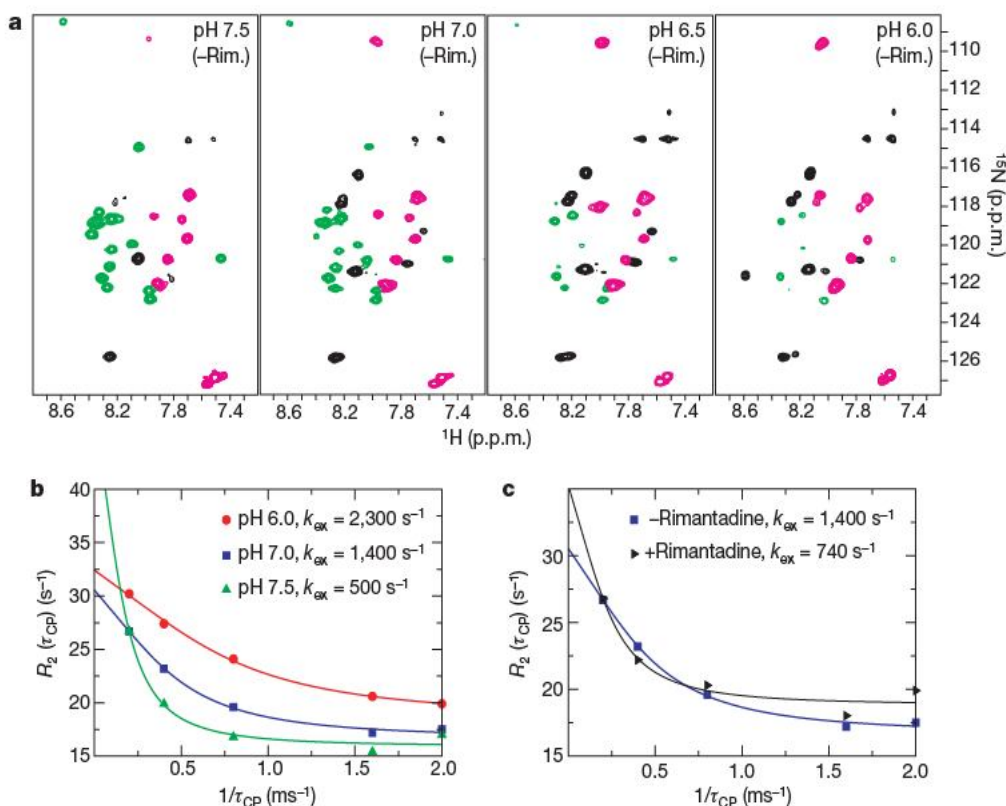 a
pH 7.5
(–Rim.)
pH 7.0
(–Rim.)
pH 6.5
(–Rim.)
pH 6.0
(–Rim.)
110
114
116
118
120
122
124
126
¹⁵N (p.p.m.)
8.6 8.2 7.8 7.4 8.6 8.2 7.8 7.4 8.6 8.2 7.8 7.4 8.6 8.2 7.8 7.4
¹H (p.p.m.)
b
40
35
30
25
20
15
R₂ (τCP) (s⁻¹)
pH 6.0, kex = 2,300 s⁻¹
pH 7.0, kex = 1,400 s⁻¹
pH 7.5, kex = 500 s⁻¹
0.5 1.0 1.5 2.0
1/τCP (ms⁻¹)
c
30
25
20
15
R₂ (τCP) (s⁻¹)
–Rimantadine, kex = 1,400 s⁻¹
+Rimantadine, kex = 740 s⁻¹
0.5 1.0 1.5 2.0
1/τCP (ms⁻¹)